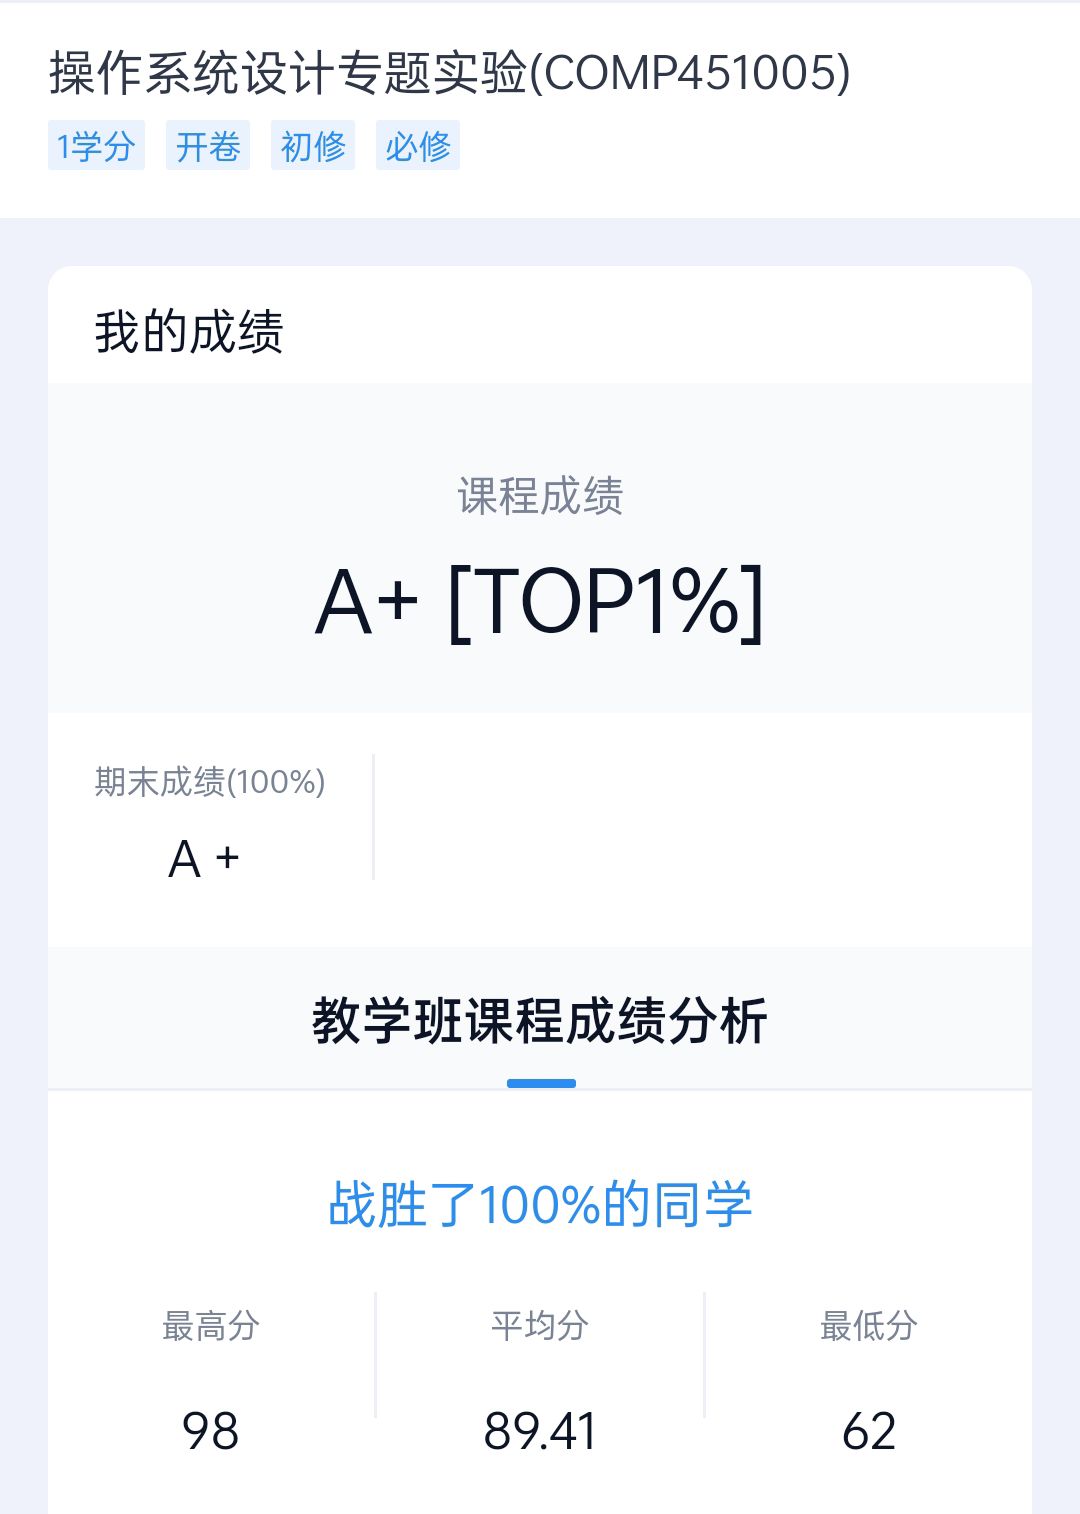 操作系统设计专题实验(COMP451005)
1学分 开卷 初修 必修
我的成绩
课程成绩
A+ [TOP1%]
期末成绩(100%)
A +
教学班课程成绩分析
战胜了100%的同学
最高分 平均分 最低分
98 89.41 62